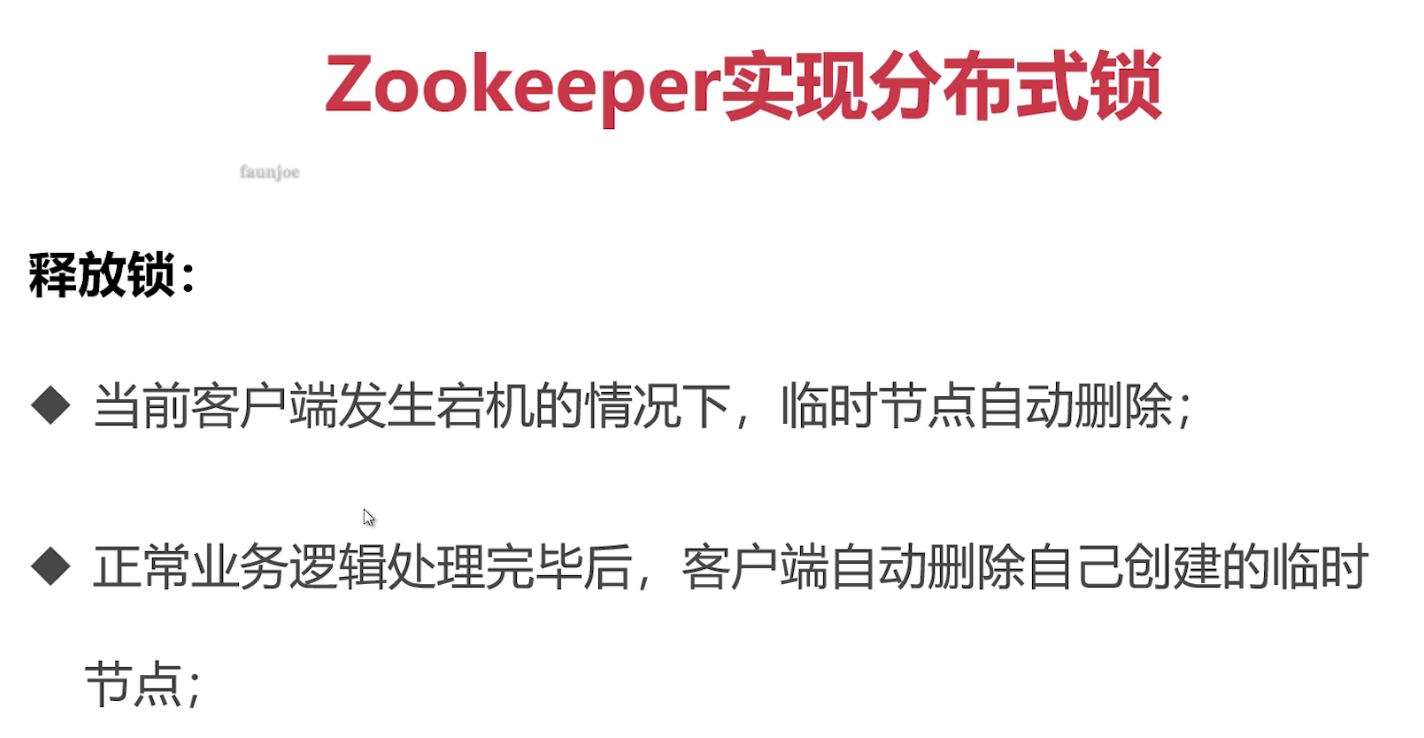 Zookeeper实现分布式锁
faunjoe
释放锁：
◆ 当前客户端发生宕机的情况下，临时节点自动删除；
◆ 正常业务逻辑处理完毕后，客户端自动删除自己创建的临时
节点；